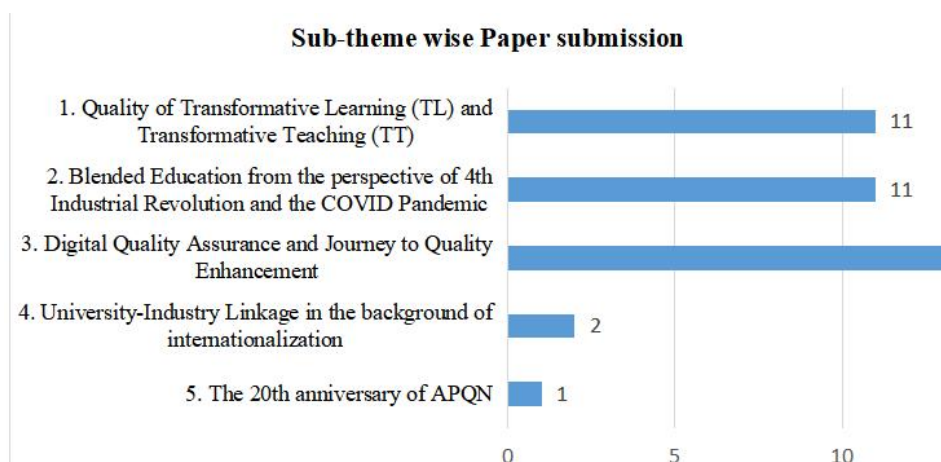 Sub-theme wise Paper submission
1. Quality of Transformative Learning (TL) and
Transformative Teaching (TT)
11
2. Blended Education from the perspective of 4th
Industrial Revolution and the COVID Pandemic
11
3. Digital Quality Assurance and Journey to Quality
Enhancement
4. University-Industry Linkage in the background of
internationalization
2
5. The 20th anniversary of APQN
1
0 5 10